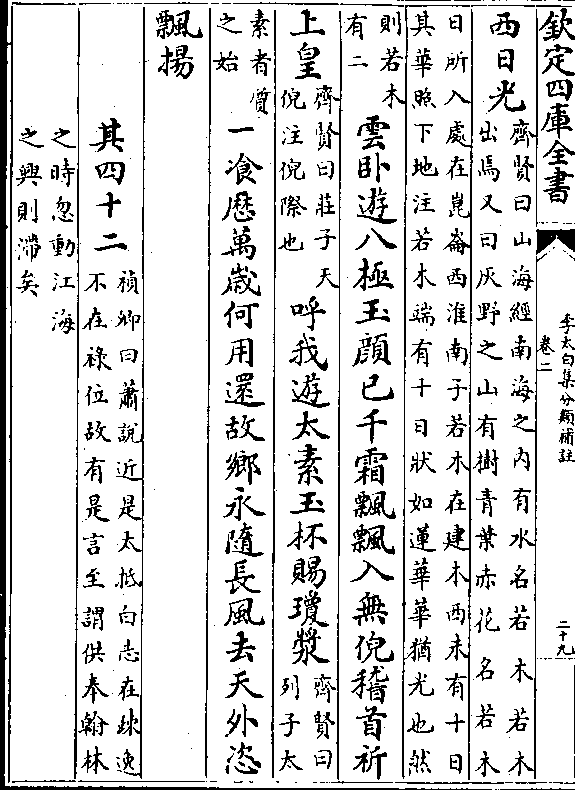 欽定四庫全書
李太白集分類補註
卷二
二十九
西日光
齊賢曰山海經南海之內有水名若木若木
出焉又曰灰野之山有樹青葉赤花名若木
日所入處在崑崙西淮南子若木在建木西末有十日
其華照下地注若木端有十日狀如蓮華華猶光也然
則若木
有二
雲卧遊八極玉顔已千霜飄飄入無倪稽首祈
上皇
齊賢曰莊子天
倪注倪際也
呼我遊太素玉杯賜瓊漿
齊賢曰
列子太
素者質
之始
一飡歴萬歳何用還故鄉永隨長風去天外恣
飄揚
其四十二
禎卿曰蕭說近是太抵白志在疎逸
不在祿位故有是言至謂供奉翰林
之時忽動江海
之興則滯矣